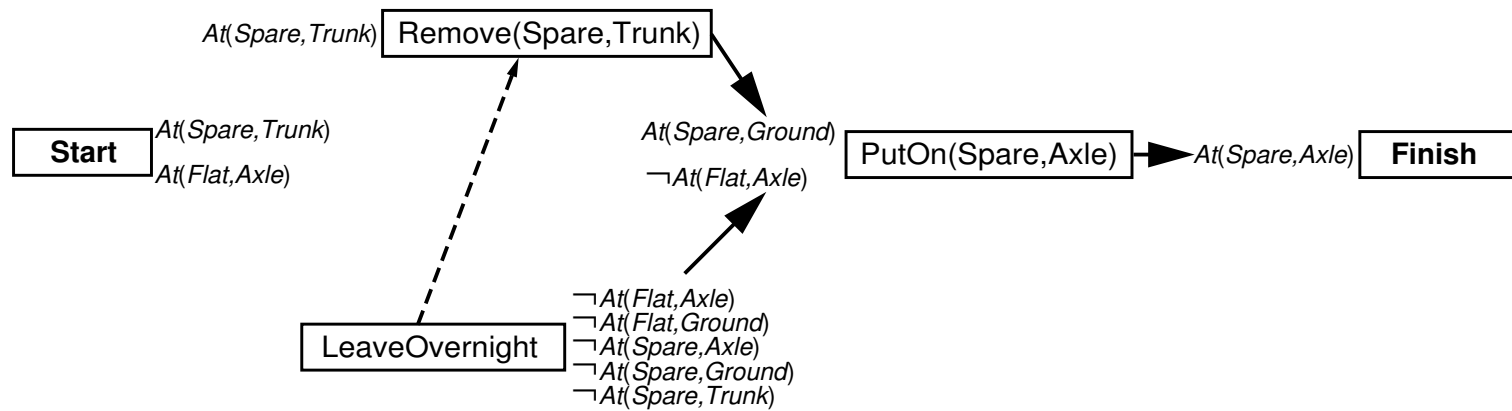 At(Spare,Trunk)
Remove(Spare,Trunk)
Start
At(Spare,Trunk)
At(Flat,Axle)
At(Spare,Ground)
¬At(Flat,Axle)
PutOn(Spare,Axle)
At(Spare,Axle)
Finish
LeaveOvernight
¬At(Flat,Axle)
¬At(Flat,Ground)
¬At(Spare,Axle)
¬At(Spare,Ground)
¬At(Spare,Trunk)